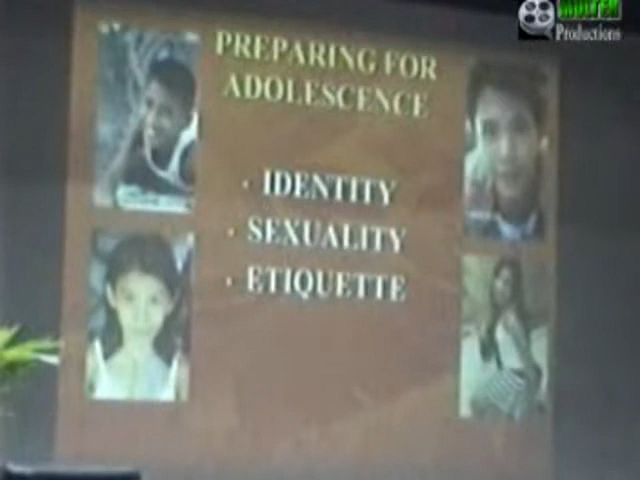 PREPARING FOR
ADOLESCENCE
· IDENTITY
· SEXUALITY
· ETIQUETTE
Productions